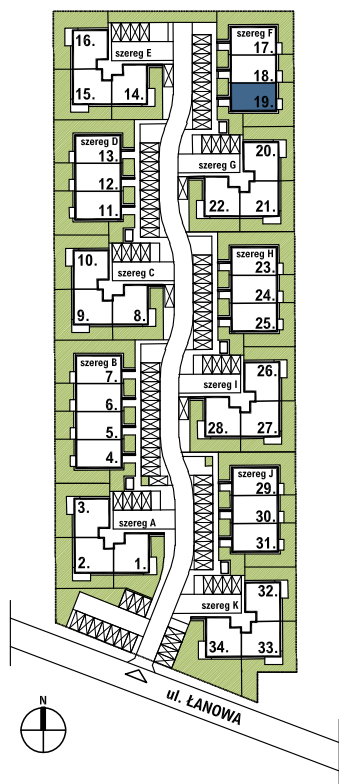 16.
szereg E
15.
14.
szereg F
17.
18.
19.
szereg D
13.
12.
11.
szereg G
20.
22.
21.
10.
szereg C
9.
8.
szereg H
23.
24.
25.
szereg B
7.
6.
5.
4.
26.
szereg I
28.
27.
3.
szereg A
2.
1.
szereg J
29.
30.
31.
32.
szereg K
34.
33.
ul. ŁANOWA
N